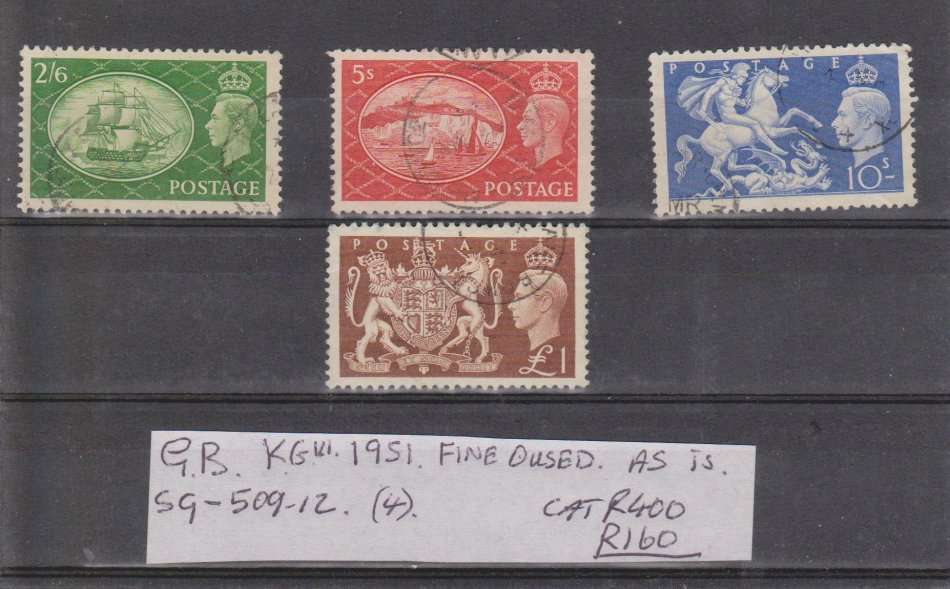 2/6
POSTAGE
5s
POSTAGE
POSTAGE
10s-
POSTAGE
£1
G.B. KGVI. 1951. FINE USED. AS IS.
SG-509-12. (4). CAT R400
R160